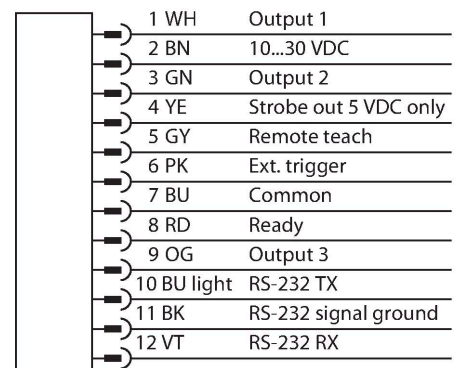 1 WH Output 1
2 BN 10...30 VDC
3 GN Output 2
4 YE Strobe out 5 VDC only
5 GY Remote teach
6 PK Ext. trigger
7 BU Common
8 RD Ready
9 OG Output 3
10 BU light RS-232 TX
11 BK RS-232 signal ground
12 VT RS-232 RX